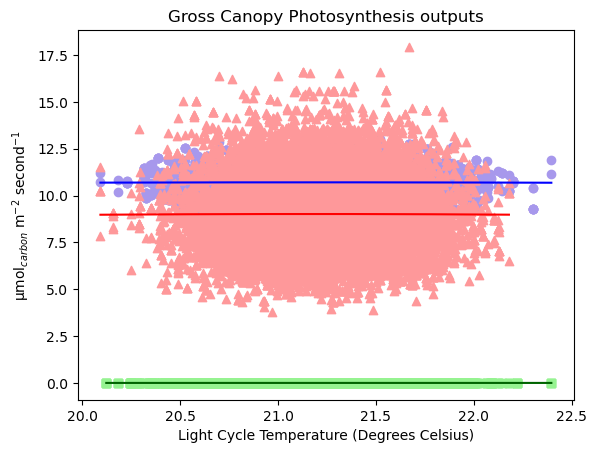 Gross Canopy Photosynthesis outputs
17.5
15.0
12.5
10.0
7.5
5.0
2.5
0.0
μmol_carbon m⁻² second⁻¹
20.0 20.5 21.0 21.5 22.0 22.5
Light Cycle Temperature (Degrees Celsius)